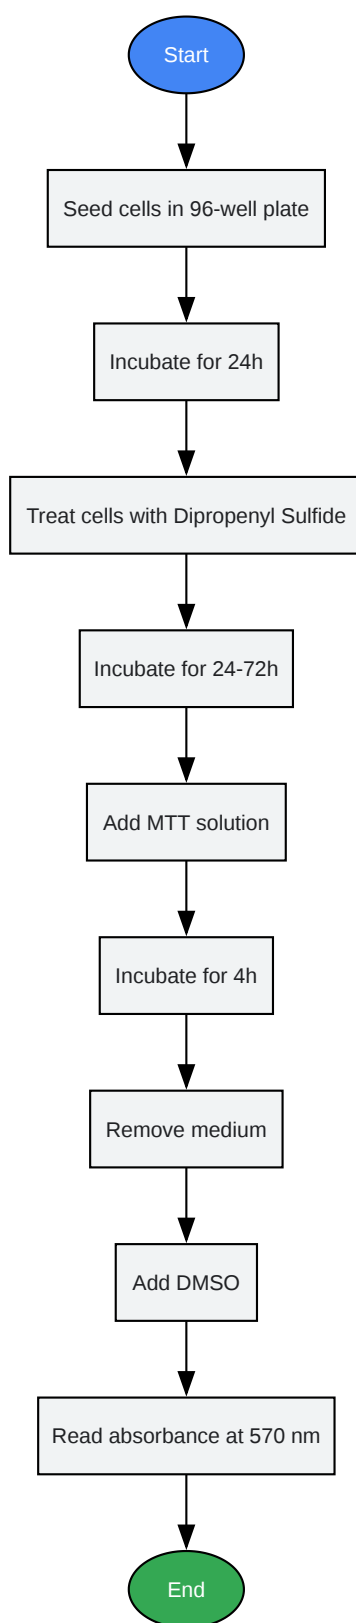 Start
Seed cells in 96-well plate
Incubate for 24h
Treat cells with Dipropenyl Sulfide
Incubate for 24-72h
Add MTT solution
Incubate for 4h
Remove medium
Add DMSO
Read absorbance at 570 nm
End